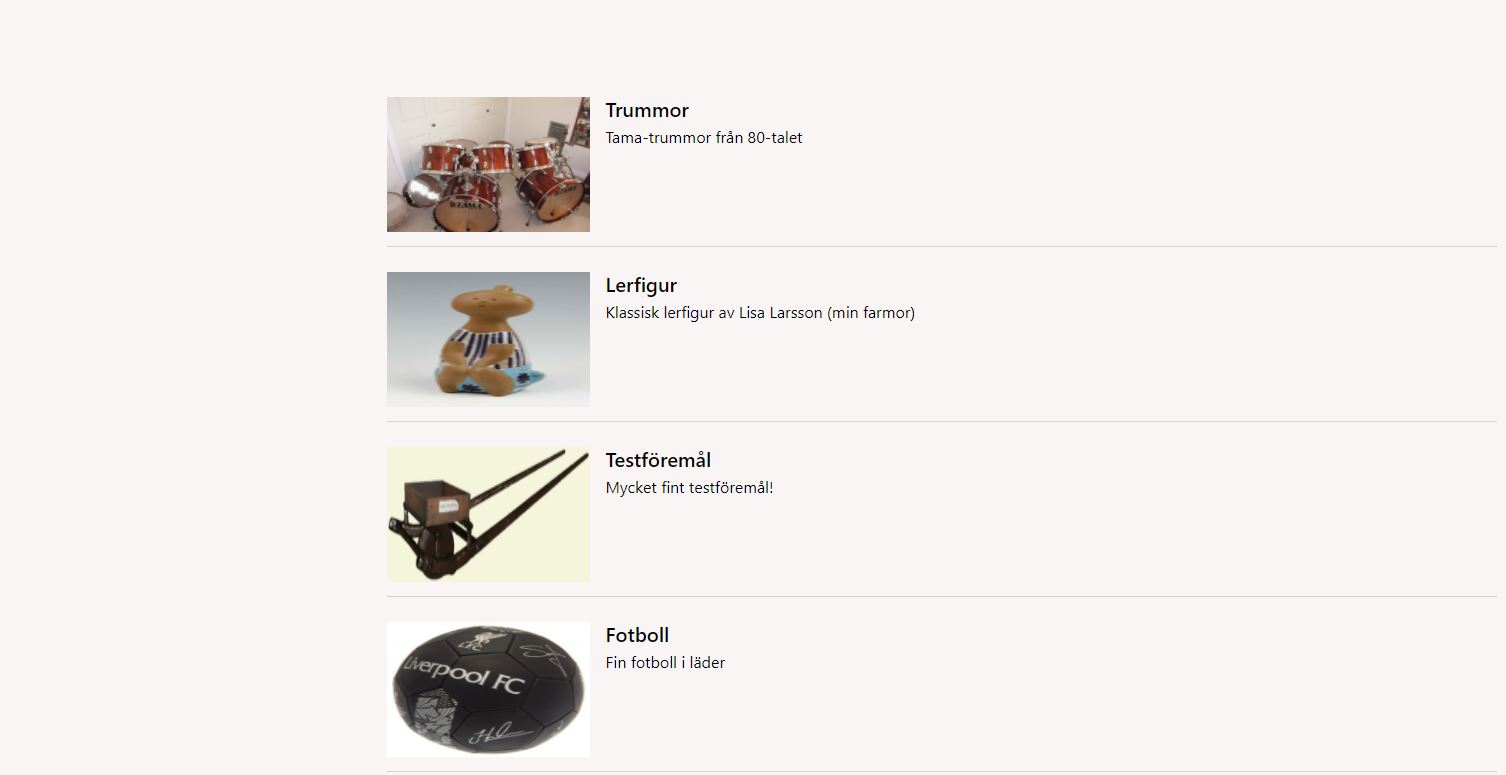 Trummor
Tama-trummor från 80-talet
TAMA
Lerfigur
Klassisk lerfigur av Lisa Larsson (min farmor)
Testföremål
Mycket fint testföremål!
Fotboll
Fin fotboll i läder
L.F.C
Liverpool FC